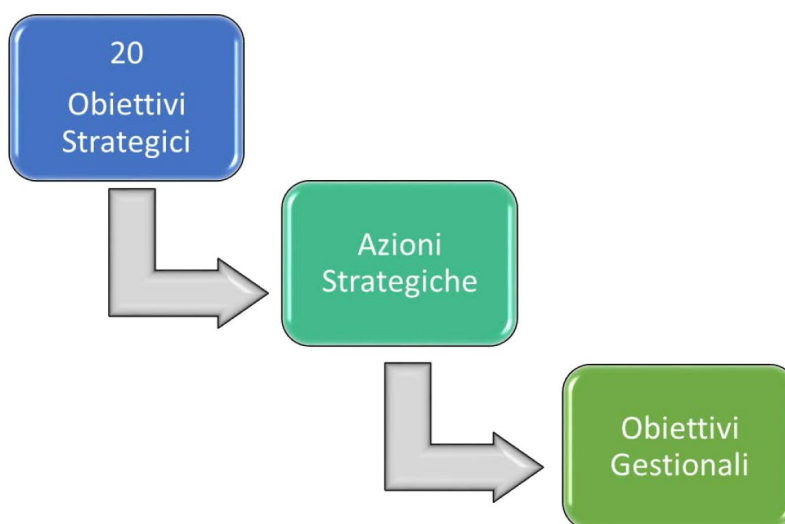 20
Obiettivi
Strategici
Azioni
Strategiche
Obiettivi
Gestionali